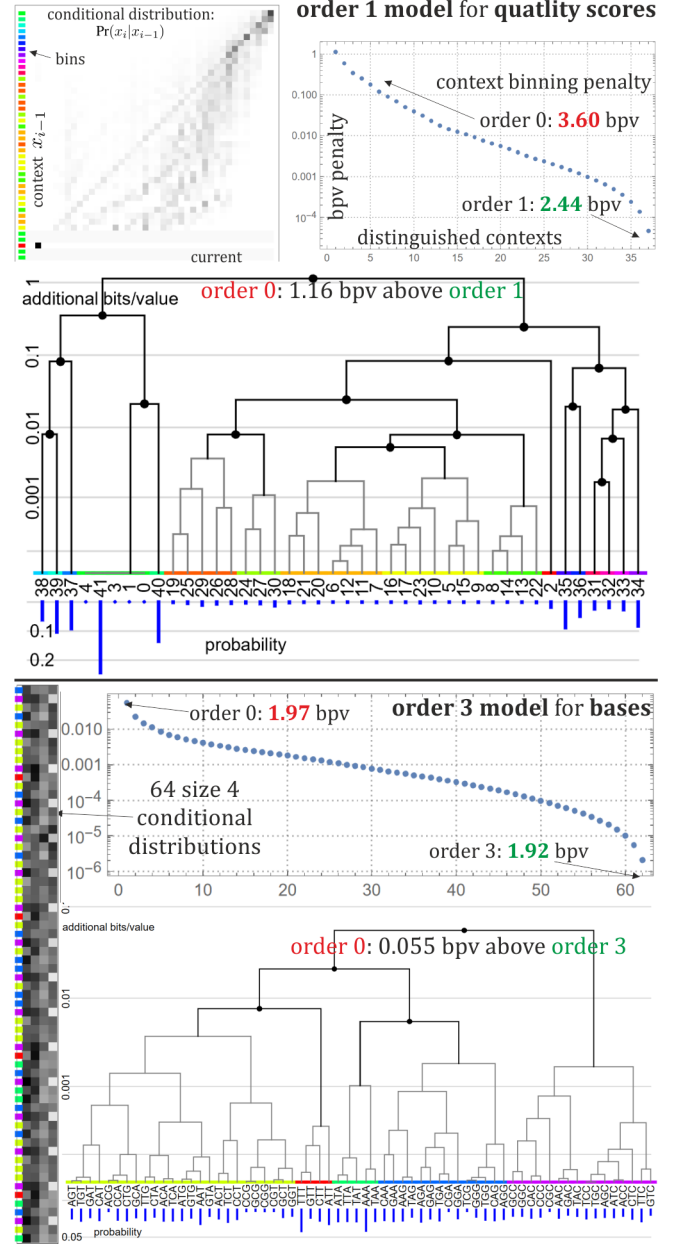 order 1 model for quatlity scores
conditional distribution:
Pr(x_i|x_{i-1})
bins
context x_{i-1}
current
1
0.100
0.010
0.001
10^{-4}
bpv penalty
context binning penalty
order 0: 3.60 bpv
order 1: 2.44 bpv
distinguished contexts
0 5 10 15 20 25 30 35
1
additional bits/value
order 0: 1.16 bpv above order 1
0.11
0.01
0.001
38 39 37 4 41 3 1 0 40 19 25 29 26 28 24 27 30 18 21 20 6 12 11 7 16 17 23 10 5 15 9 8 14 13 22 2 35 36 31 32 33 34
0.1
probability
0.2
order 0: 1.97 bpv
order 3 model for bases
0.010
0.001
10^{-4}
10^{-5}
10^{-6}
64 size 4
conditional
distributions
order 3: 1.92 bpv
0 10 20 30 40 50 60
0.
additional bits/value
order 0: 0.055 bpv above order 3
0.01
0.001
probability
0.05